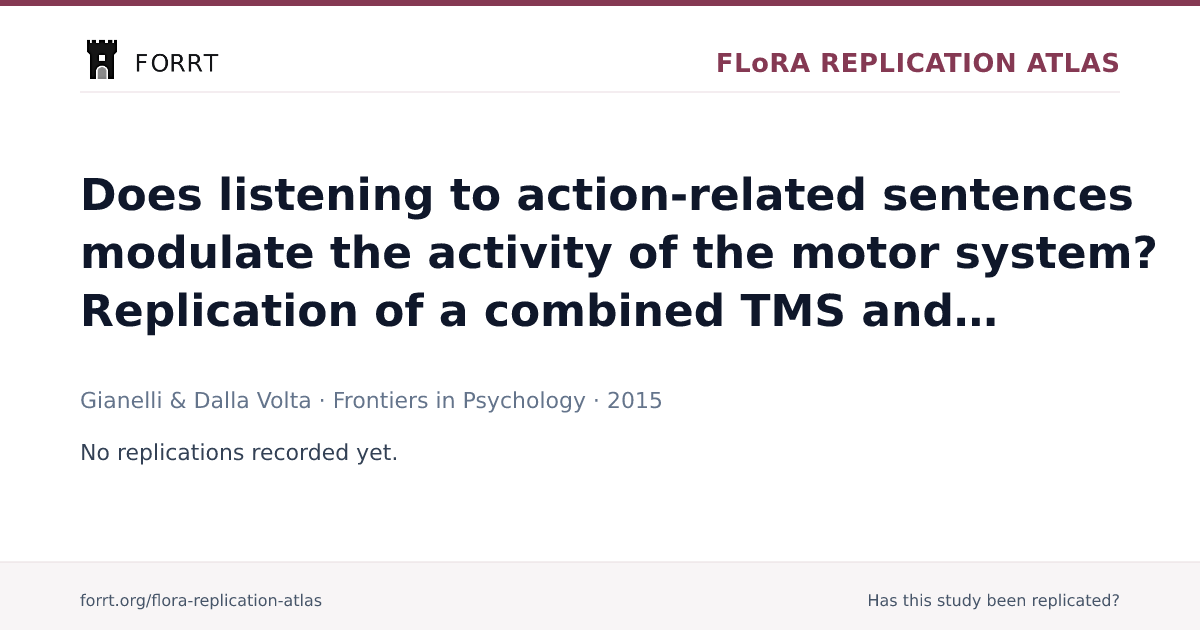 FORRT
FLoRA REPLICATION ATLAS
Does listening to action-related sentences
modulate the activity of the motor system?
Replication of a combined TMS and…
Gianelli & Dalla Volta · Frontiers in Psychology · 2015
No replications recorded yet.
forrt.org/flora-replication-atlas
Has this study been replicated?